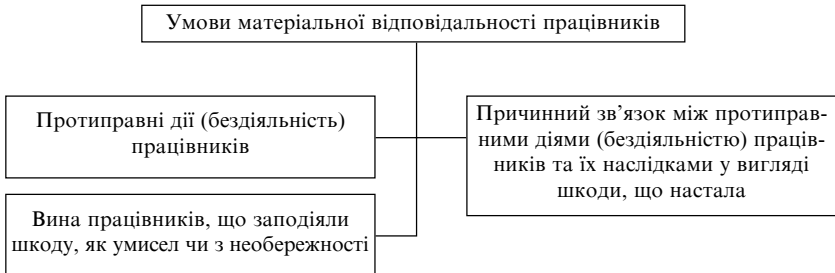 Умови матеріальної відповідальності працівників
Протиправні дії (бездіяльність)
працівників
Причинний зв'язок між протиправ-
ними діями (бездіяльністю) праців-
ників та їх наслідками у вигляді
шкоди, що настала
Вина працівників, що заподіяли
шкоду, як умисел чи з необережності